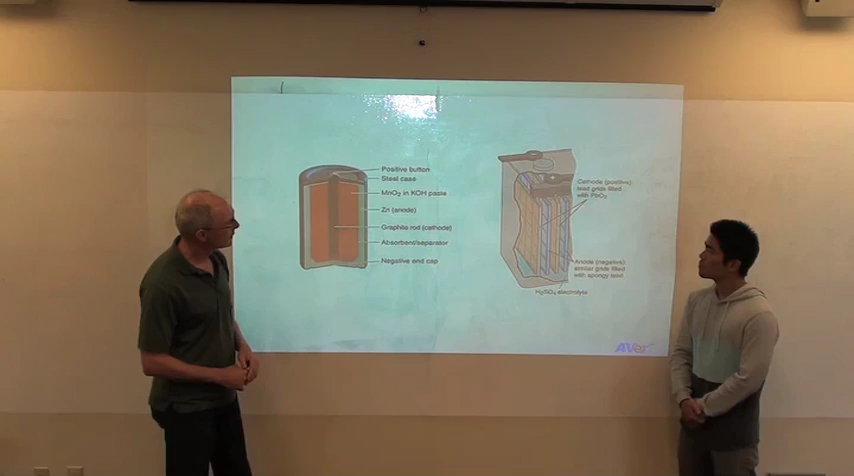 Positive button
Steel case
MnO₂ in KOH paste
Zn (anode)
Graphite rod (cathode)
Absorbent/separator
Negative end cap
Cathode (positive):
lead grids filled
with PbO₂
Anode (negative):
similar grids filled
with spongy lead
H₂SO₄ electrolyte
AVer